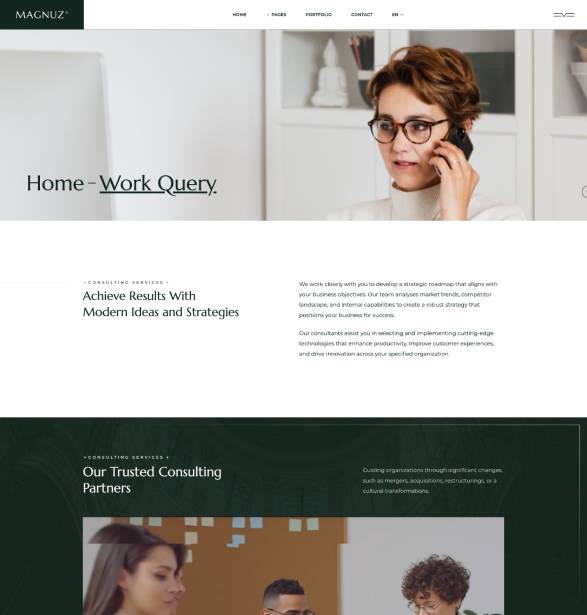 MAGNUZ®
HOME
PAGES
PORTFOLIO
CONTACT
EN
Home – Work Query
CONSULTING SERVICES
Achieve Results With
Modern Ideas and Strategies
We work closely with you to develop a strategic roadmap that aligns with
your business objectives. Our team analyses market trends, competitor
landscape, and internal capabilities to create a robust strategy that
positions your business for success.
Our consultants assist you in selecting and implementing cutting-edge
technologies that enhance productivity, improve customer experiences,
and drive innovation across your specified organization.
CONSULTING SERVICES
Our Trusted Consulting
Partners
Guiding organizations through significant changes,
such as mergers, acquisitions, restructurings, or a
cultural transformations.